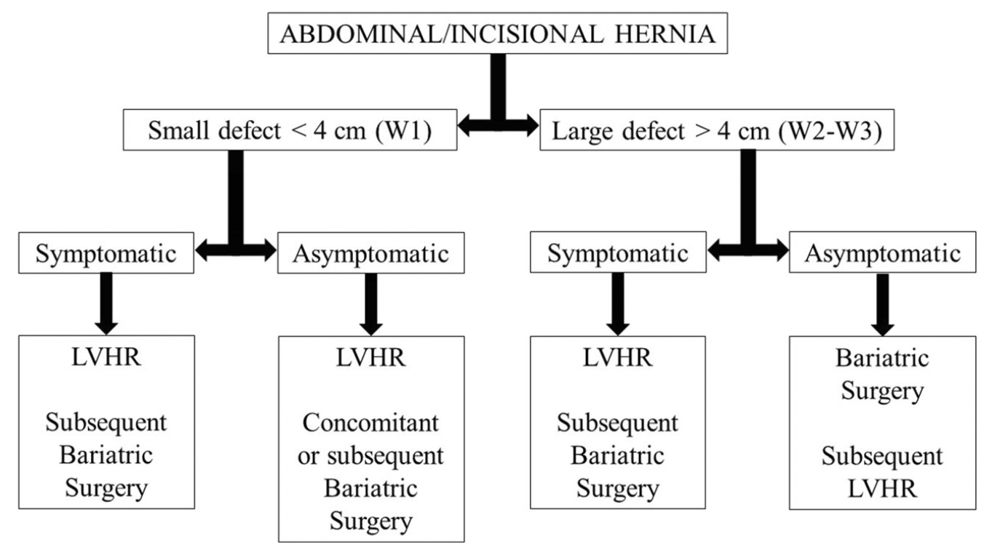 ABDOMINAL/INCISIONAL HERNIA
Small defect < 4 cm (W1)
Large defect > 4 cm (W2-W3)
Symptomatic
Asymptomatic
Symptomatic
Asymptomatic
LVHR
Subsequent
Bariatric
Surgery
LVHR
Concomitant
or subsequent
Bariatric
Surgery
LVHR
Subsequent
Bariatric
Surgery
Bariatric
Surgery
Subsequent
LVHR